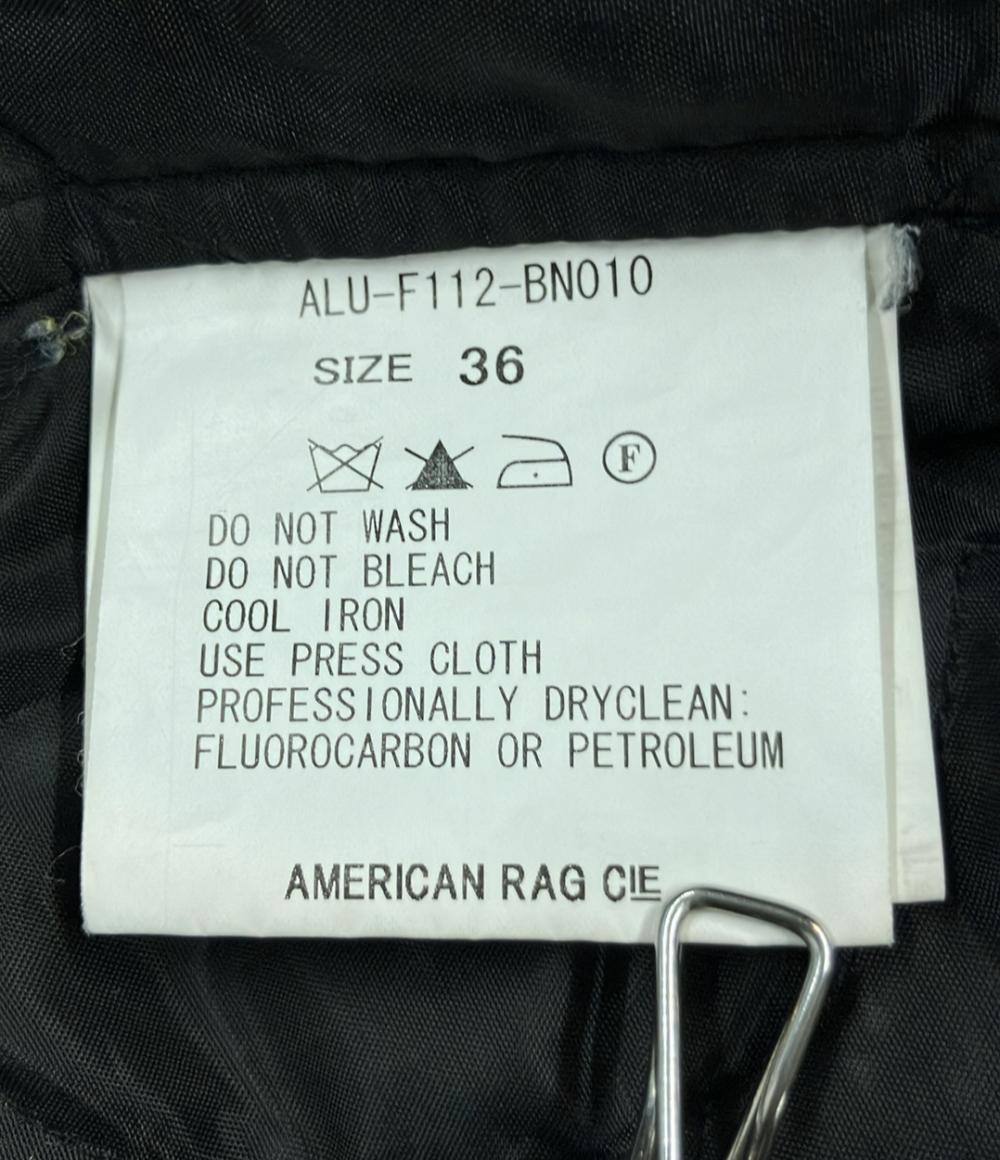 ALU-F112-BN010
SIZE 36
F
DO NOT WASH
DO NOT BLEACH
COOL IRON
USE PRESS CLOTH
PROFESSIONALLY DRYCLEAN:
FLUOROCARBON OR PETROLEUM
AMERICAN RAG CIE